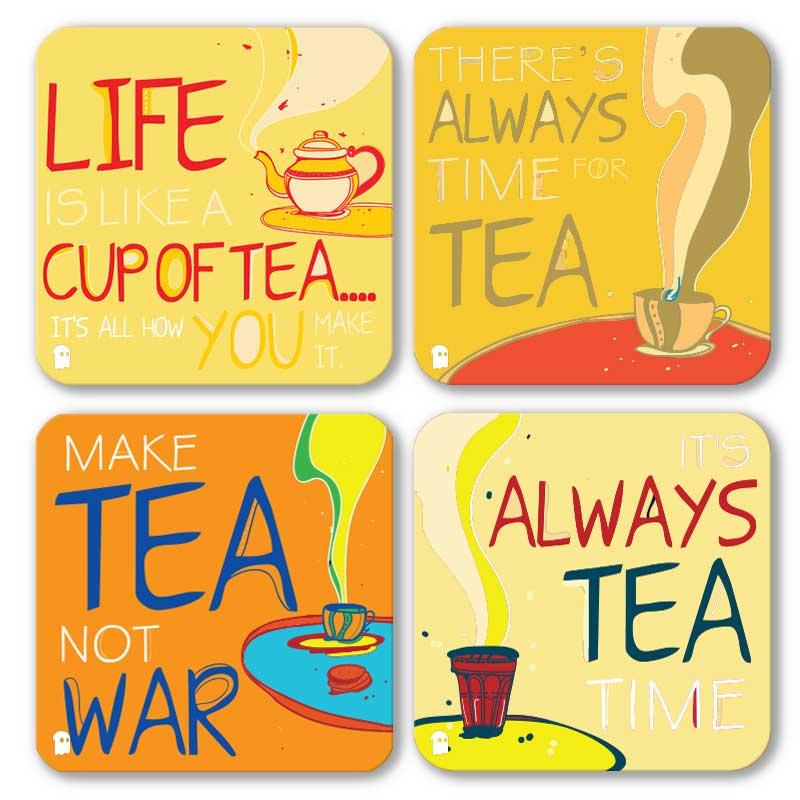 LIFE
IS LIKE A
CUP OF TEA....
IT'S ALL HOW YOU MAKE
IT.
THERE'S
ALWAYS
TIME FOR
TEA
MAKE
TEA
NOT
WAR
IT'S
ALWAYS
TEA
TIME